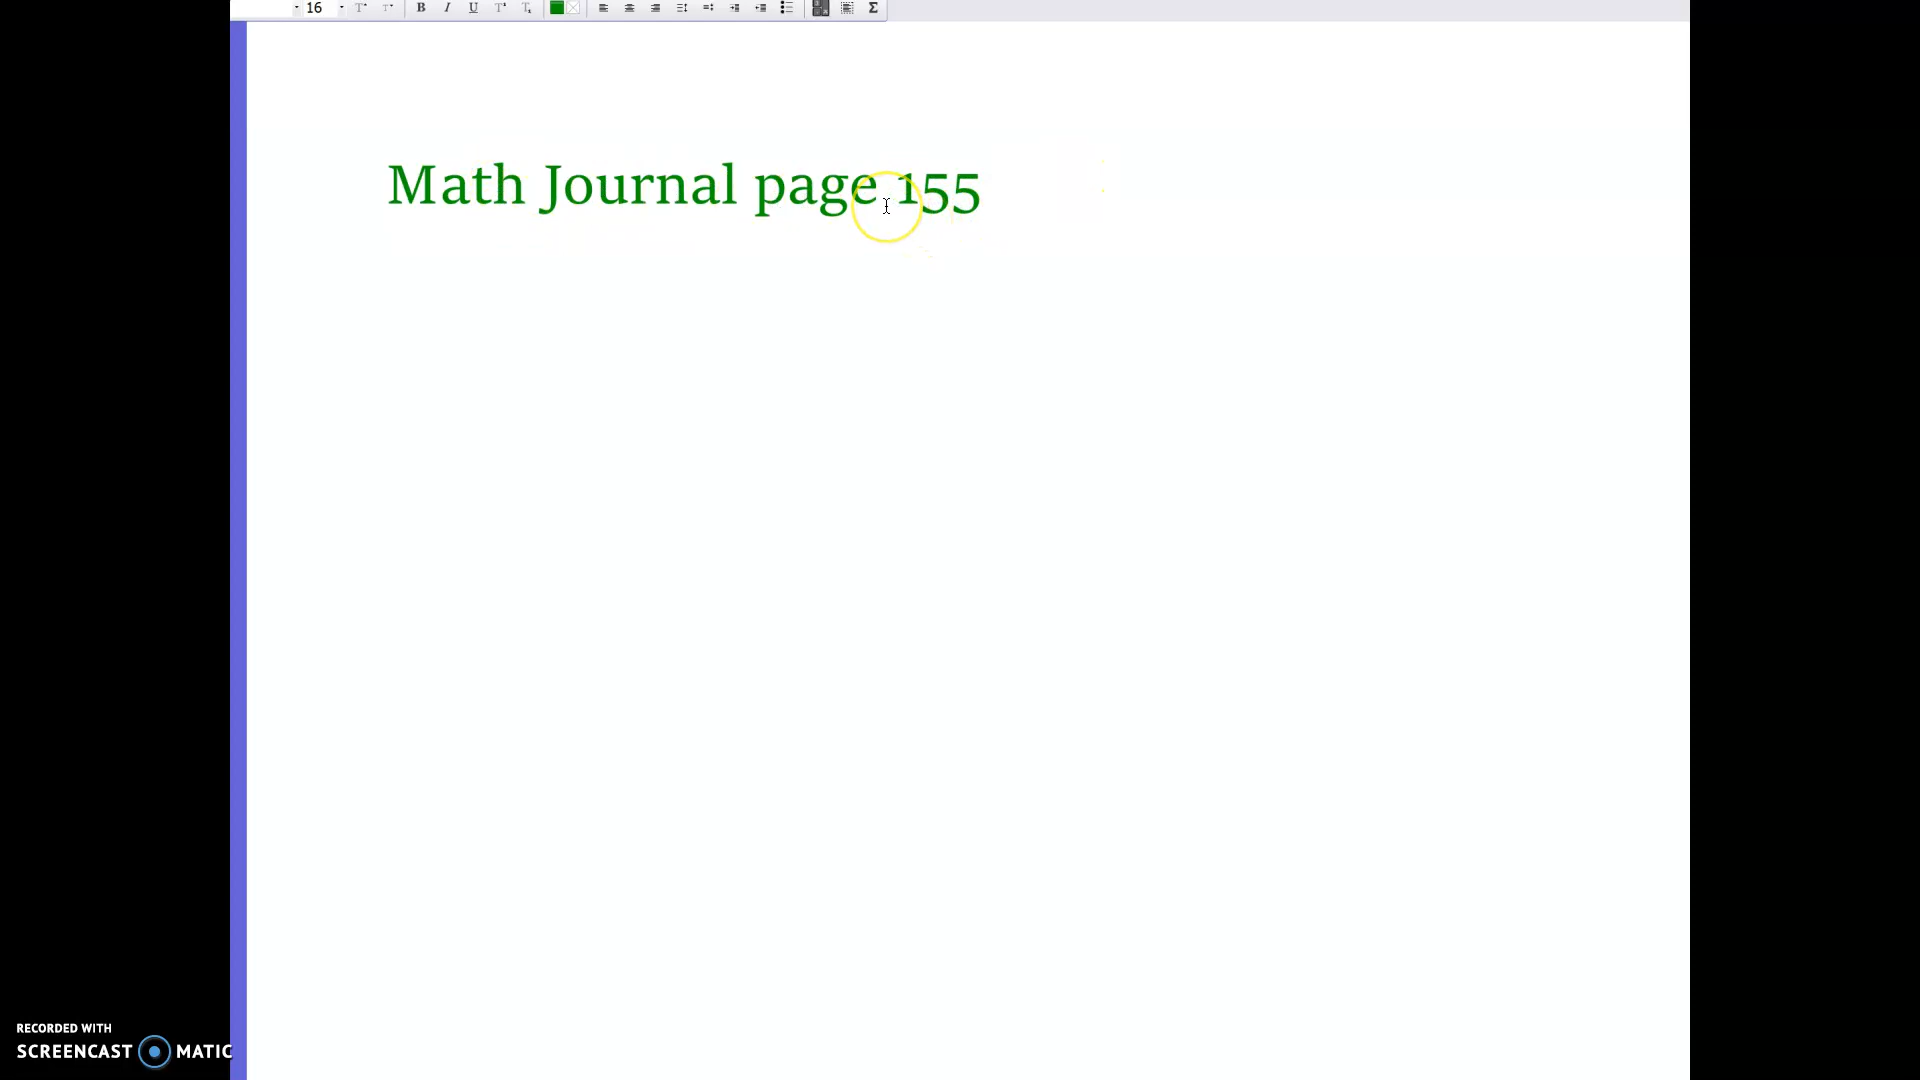 16
B I U
Math Journal page 155
RECORDED WITH
SCREENCAST MATIC